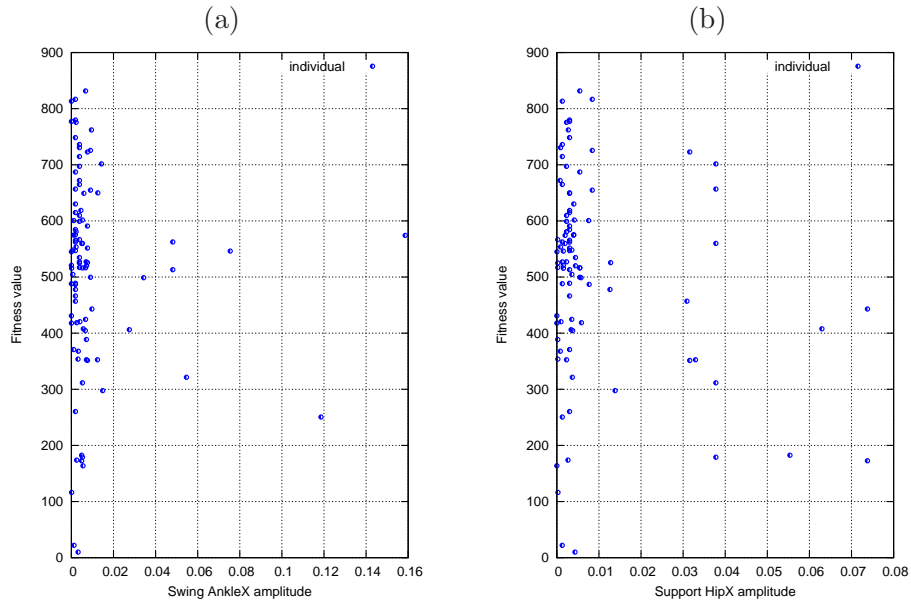 (a)
(b)
900
800
700
600
500
400
300
200
100
0
Fitness value
individual
0 0.02 0.04 0.06 0.08 0.1 0.12 0.14 0.16
Swing AnkleX amplitude
900
800
700
600
500
400
300
200
100
0
Fitness value
individual
0 0.01 0.02 0.03 0.04 0.05 0.06 0.07 0.08
Support HipX amplitude